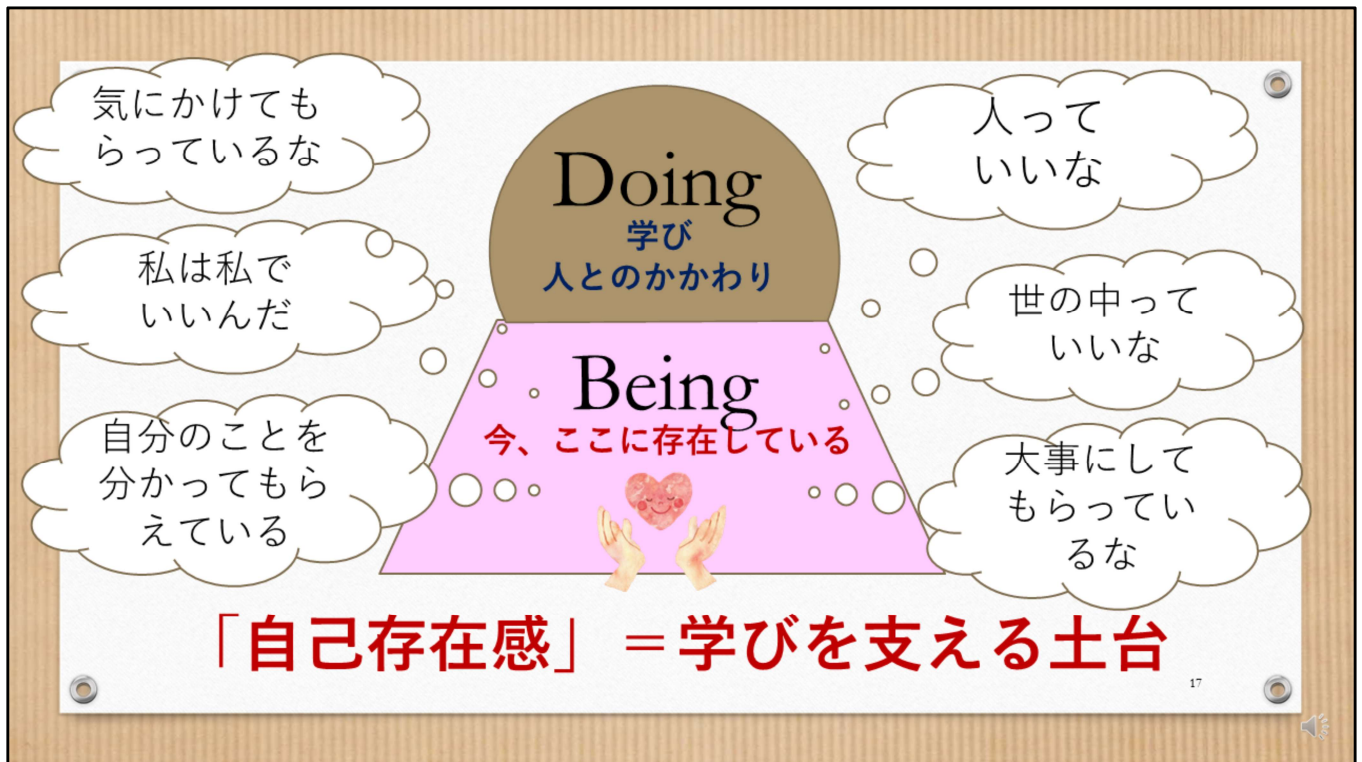 気にかけても
らっているな
私は私で
いいんだ
自分のことを
分かってもら
えている
Doing
学び
人とのかかわり
Being
今、ここに存在している
人って
いいな
世の中って
いいな
大事にして
もらってい
るな
「自己存在感」＝学びを支える土台
17